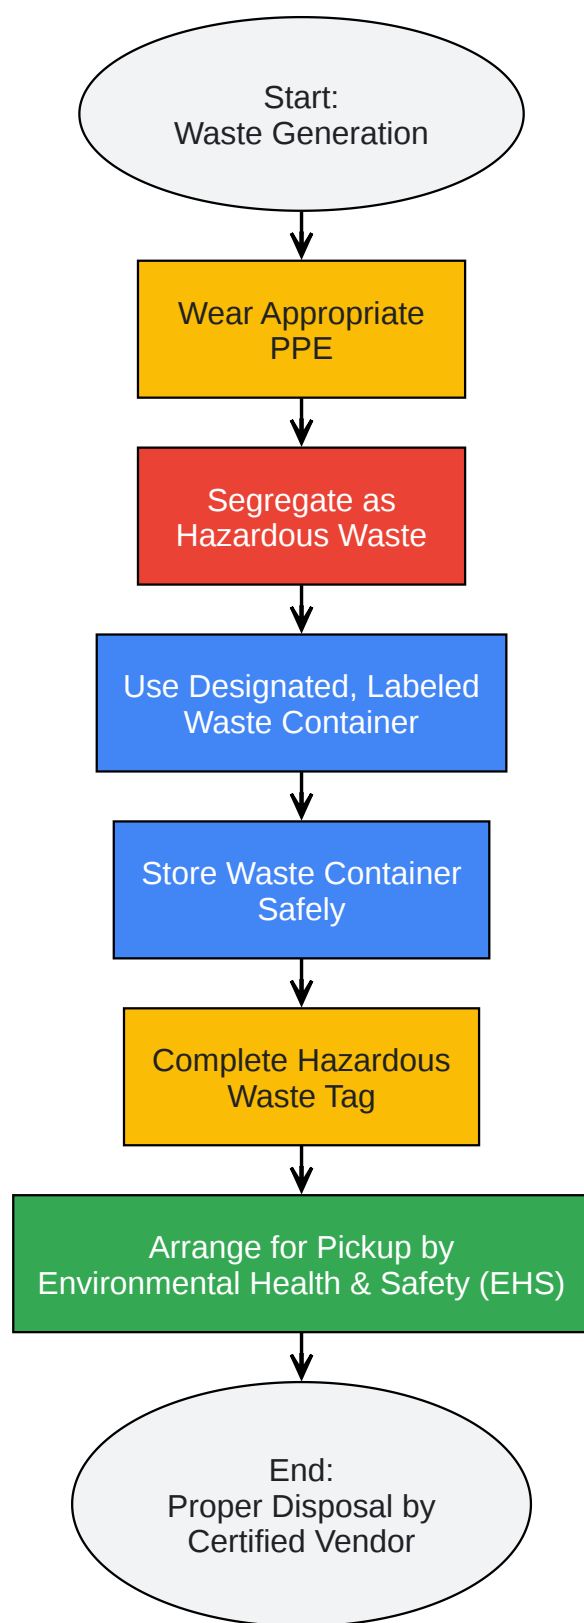 Start:
Waste Generation
Wear Appropriate
PPE
Segregate as
Hazardous Waste
Use Designated, Labeled
Waste Container
Store Waste Container
Safely
Complete Hazardous
Waste Tag
Arrange for Pickup by
Environmental Health & Safety (EHS)
End:
Proper Disposal by
Certified Vendor